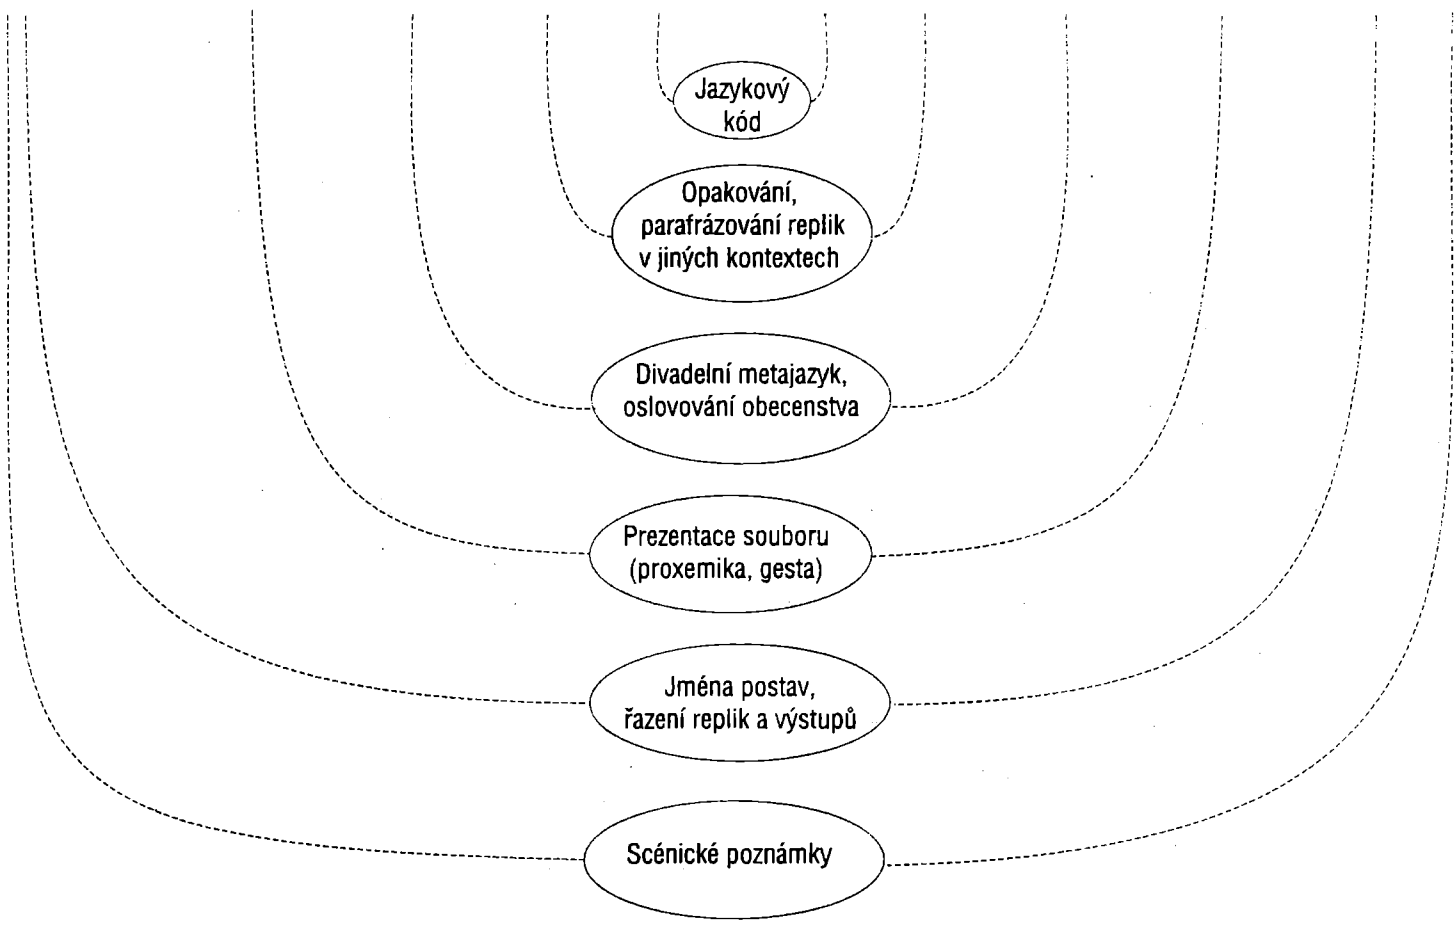 Jazykový
kód
Opakování,
parafrázování replik
v jiných kontextech
Divadelní metajazyk,
oslovování obecenstva
Prezentace souboru
(proxemika, gesta)
Jména postav,
řazení replik a výstupů
Scénické poznámky